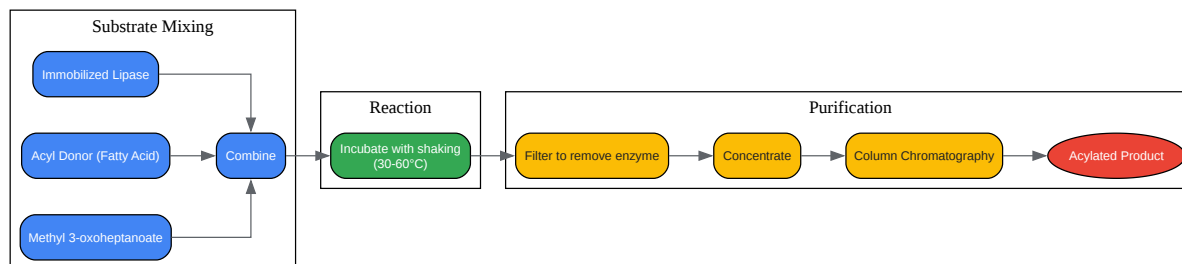 Substrate Mixing
Immobilized Lipase
Acyl Donor (Fatty Acid)
Combine
Methyl 3-oxoheptanoate
Reaction
Incubate with shaking
(30-60°C)
Purification
Filter to remove enzyme
Concentrate
Column Chromatography
Acylated Product